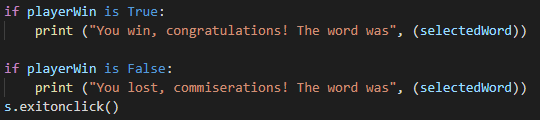 if playerWin is True:
    print ("You win, congratulations! The word was", (selectedWord))

if playerWin is False:
    print ("You lost, commiserations! The word was", (selectedWord))
s.exitonclick()